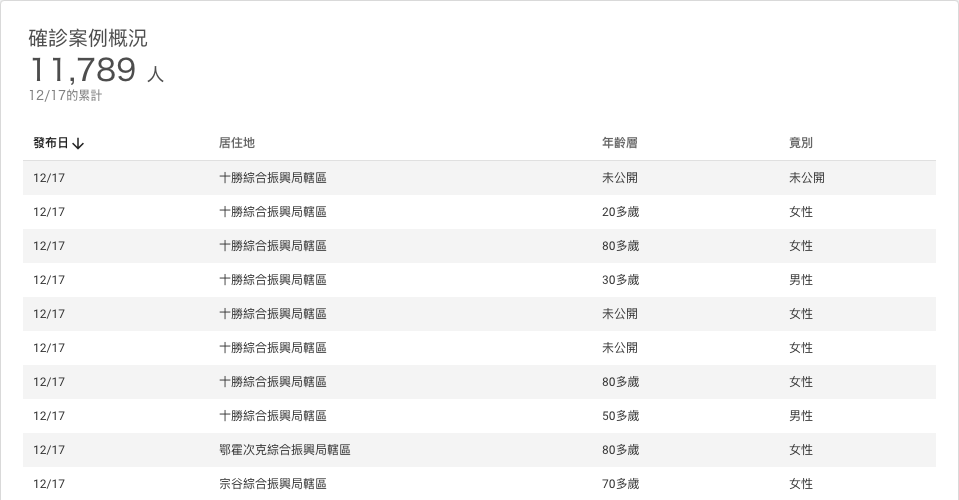 確診案例概況
11,789 人
12/17的累計
發布日↓ 居住地 年齡層 竟別
12/17 十勝綜合振興局轄區 未公開 未公開
12/17 十勝綜合振興局轄區 20多歲 女性
12/17 十勝綜合振興局轄區 80多歲 女性
12/17 十勝綜合振興局轄區 30多歲 男性
12/17 十勝綜合振興局轄區 未公開 女性
12/17 十勝綜合振興局轄區 未公開 女性
12/17 十勝綜合振興局轄區 80多歲 女性
12/17 十勝綜合振興局轄區 50多歲 男性
12/17 鄂霍次克綜合振興局轄區 80多歲 女性
12/17 宗谷綜合振興局轄區 70多歲 女性